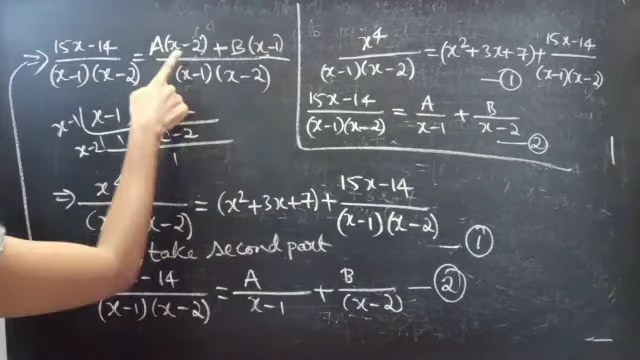 15x-14/(x-1)(x-2) = A(x-2) + B(x-1)/(x-1)(x-2)
x-1 | x-1
x-2 | 1, x-2
1
⇒ x⁴/(x-2) = (x²+3x+7) + 15x-14/(x-1)(x-2) — ①
take second part
-14/(x-1)(x-2) = A/x-1 + B/(x-2) — ②
x⁴/(x-1)(x-2) = (x²+3x+7) + 15x-14/(x-1)(x-2) — ①
15x-14/(x-1)(x-2) = A/x-1 + B/x-2 — ②